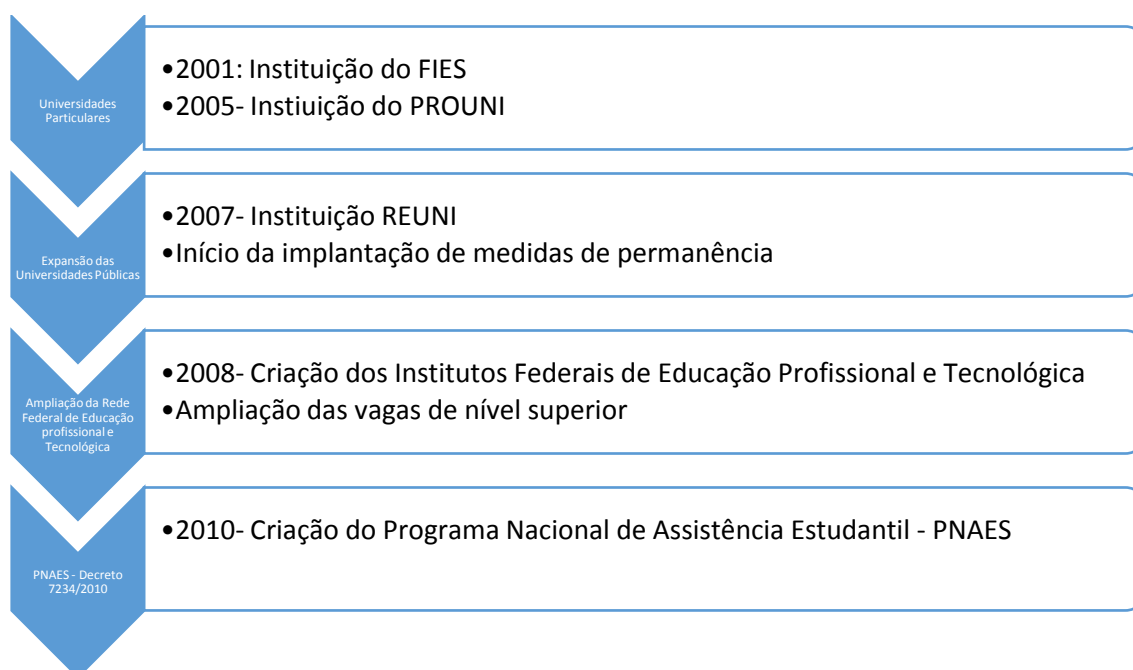 Universidades
Particulares
•2001: Instituição do FIES
•2005- Instiuição do PROUNI
Expansão das
Universidades Públicas
•2007- Instituição REUNI
•Início da implantação de medidas de permanência
Ampliação da Rede
Federal de Educação
profissional e
Tecnológica
•2008- Criação dos Institutos Federais de Educação Profissional e Tecnológica
•Ampliação das vagas de nível superior
PNAES - Decreto
7234/2010
•2010- Criação do Programa Nacional de Assistência Estudantil - PNAES